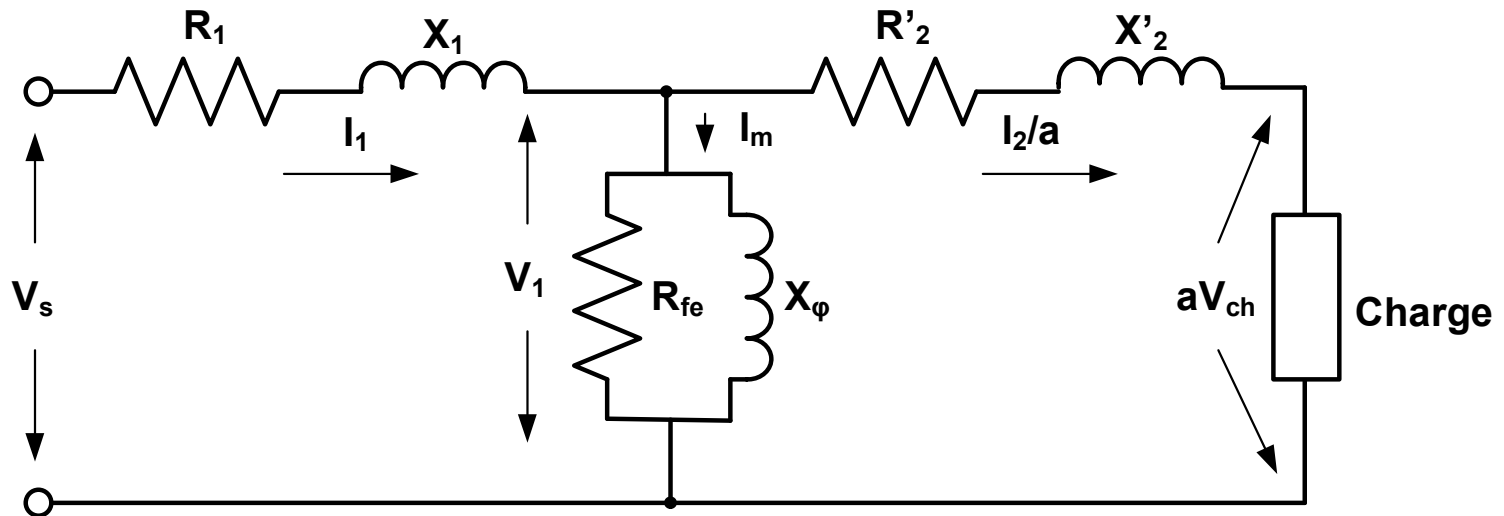 R₁
X₁
R’₂
X’₂
I₁
Iₘ
I₂/a
Vₛ
V₁
R_fe
X_φ
aV_ch
Charge